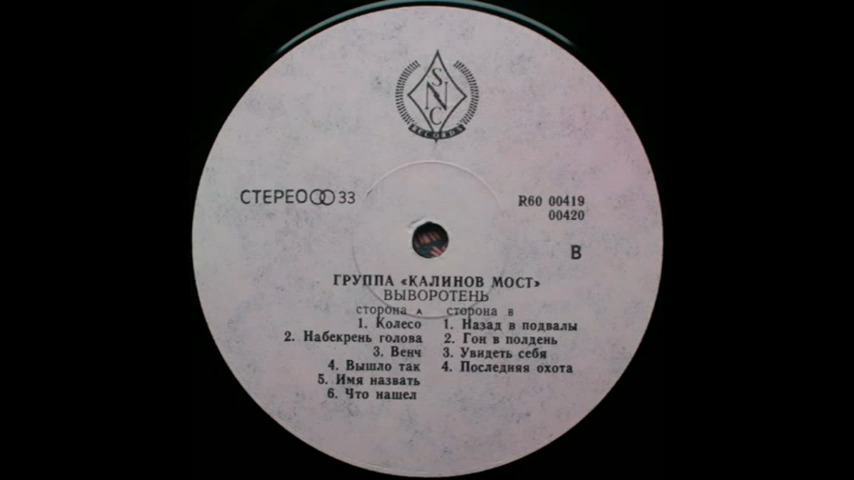 SNC
RECORDS
СТЕРЕО 33
R60 00419
00420
В
ГРУППА «КАЛИНОВ МОСТ»
ВЫВОРОТЕНЬ
сторона А
1. Колесо
2. Набекрень голова
3. Венч
4. Вышло так
5. Имя назвать
6. Что нашел
сторона В
1. Назад в подвалы
2. Гон в полдень
3. Увидеть себя
4. Последняя охота